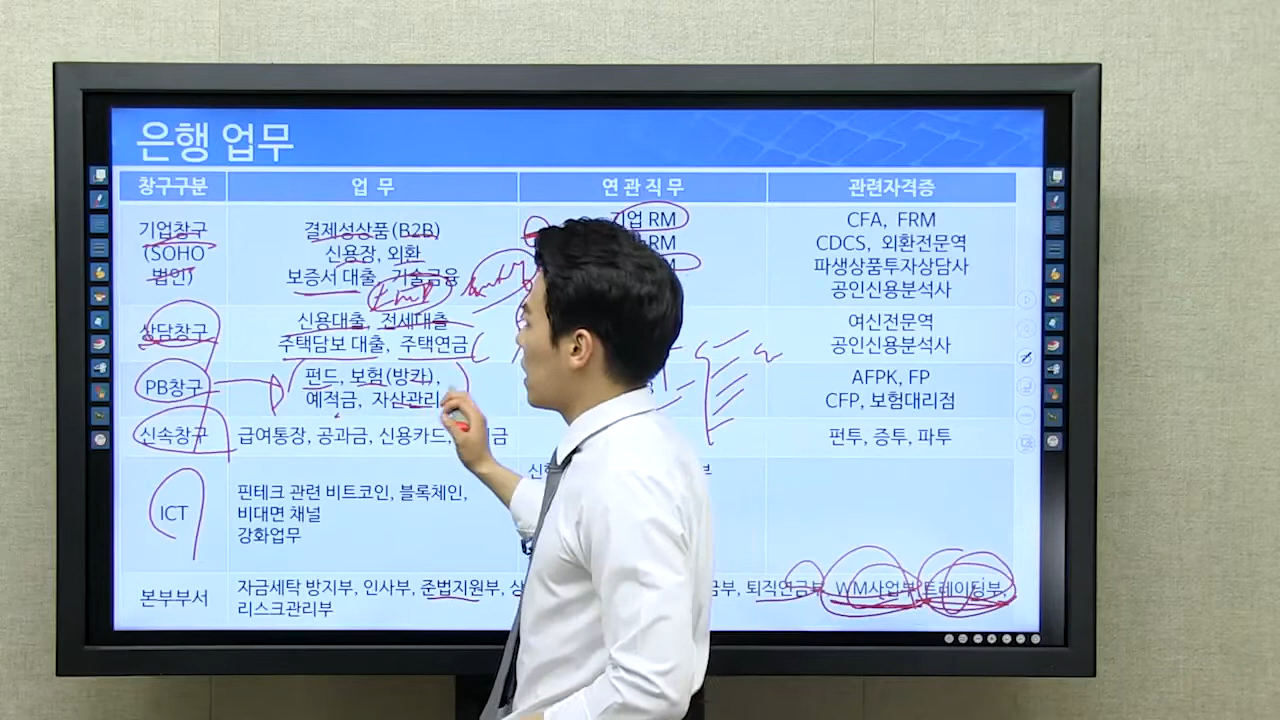 은행 업무
창구구분 업 무 연관직무 관련자격증
기업창구
(SOHO
법인)
결제성상품(B2B)
신용장, 외환
보증서 대출, 기술금융
기업 RM
RM
CFA, FRM
CDCS, 외환전문역
파생상품투자상담사
공인신용분석사
상담창구
신용대출, 전세대출
주택담보 대출, 주택연금
여신전문역
공인신용분석사
PB창구
펀드, 보험(방카),
예적금, 자산관리
AFPK, FP
CFP, 보험대리점
신속창구
급여통장, 공과금, 신용카드,
펀투, 증투, 파투
ICT
핀테크 관련 비트코인, 블록체인,
비대면 채널
강화업무
본부부서
자금세탁 방지부, 인사부, 준법지원부, 퇴직연금부, WM사업부, 트레이딩부,
리스크관리부